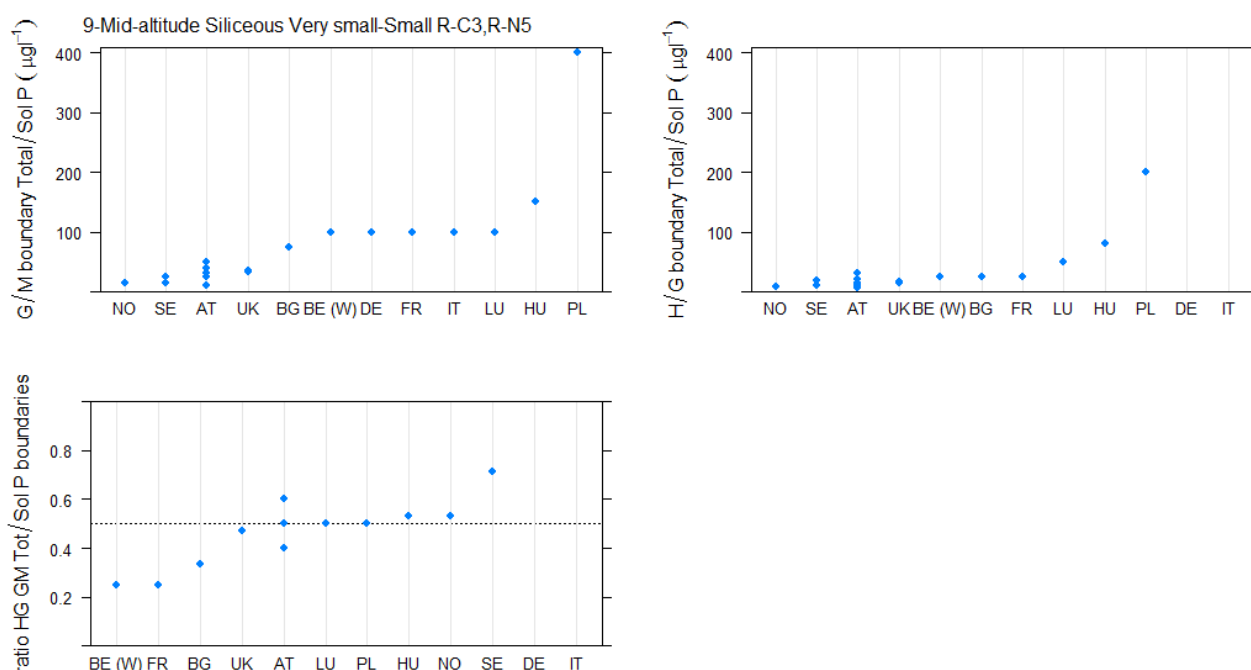 9-Mid-altitude Siliceous Very small-Small R-C3,R-N5
G/M boundary Total/Sol P ( µgl⁻¹)
400
300
200
100
NO SE AT UK BG BE (W) DE FR IT LU HU PL
H/G boundary Total/Sol P ( µgl⁻¹)
400
300
200
100
NO SE AT UK BE (W) BG FR LU HU PL DE IT
ratio HG GM Tot/Sol P boundaries
0.8
0.6
0.4
0.2
BE (W) FR BG UK AT LU PL HU NO SE DE IT